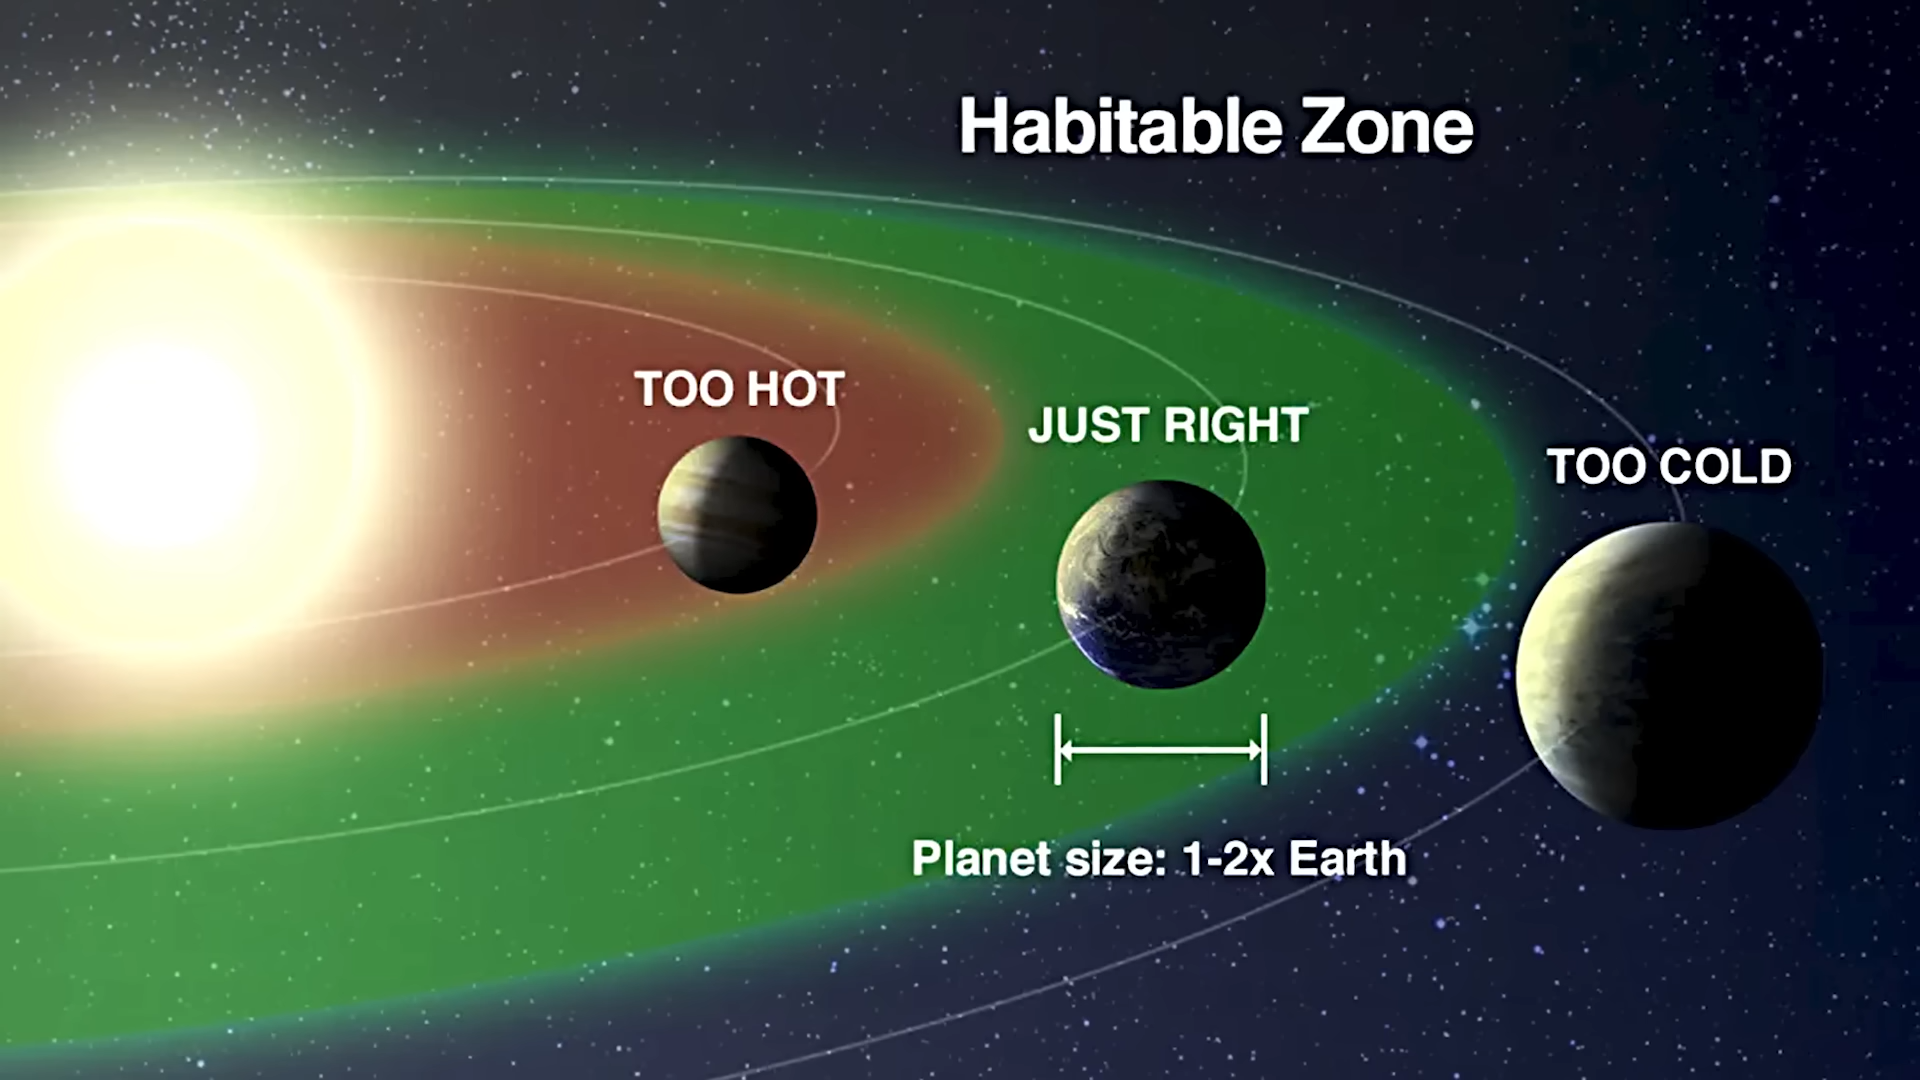 Habitable Zone
TOO HOT
JUST RIGHT
TOO COLD
Planet size: 1-2x Earth